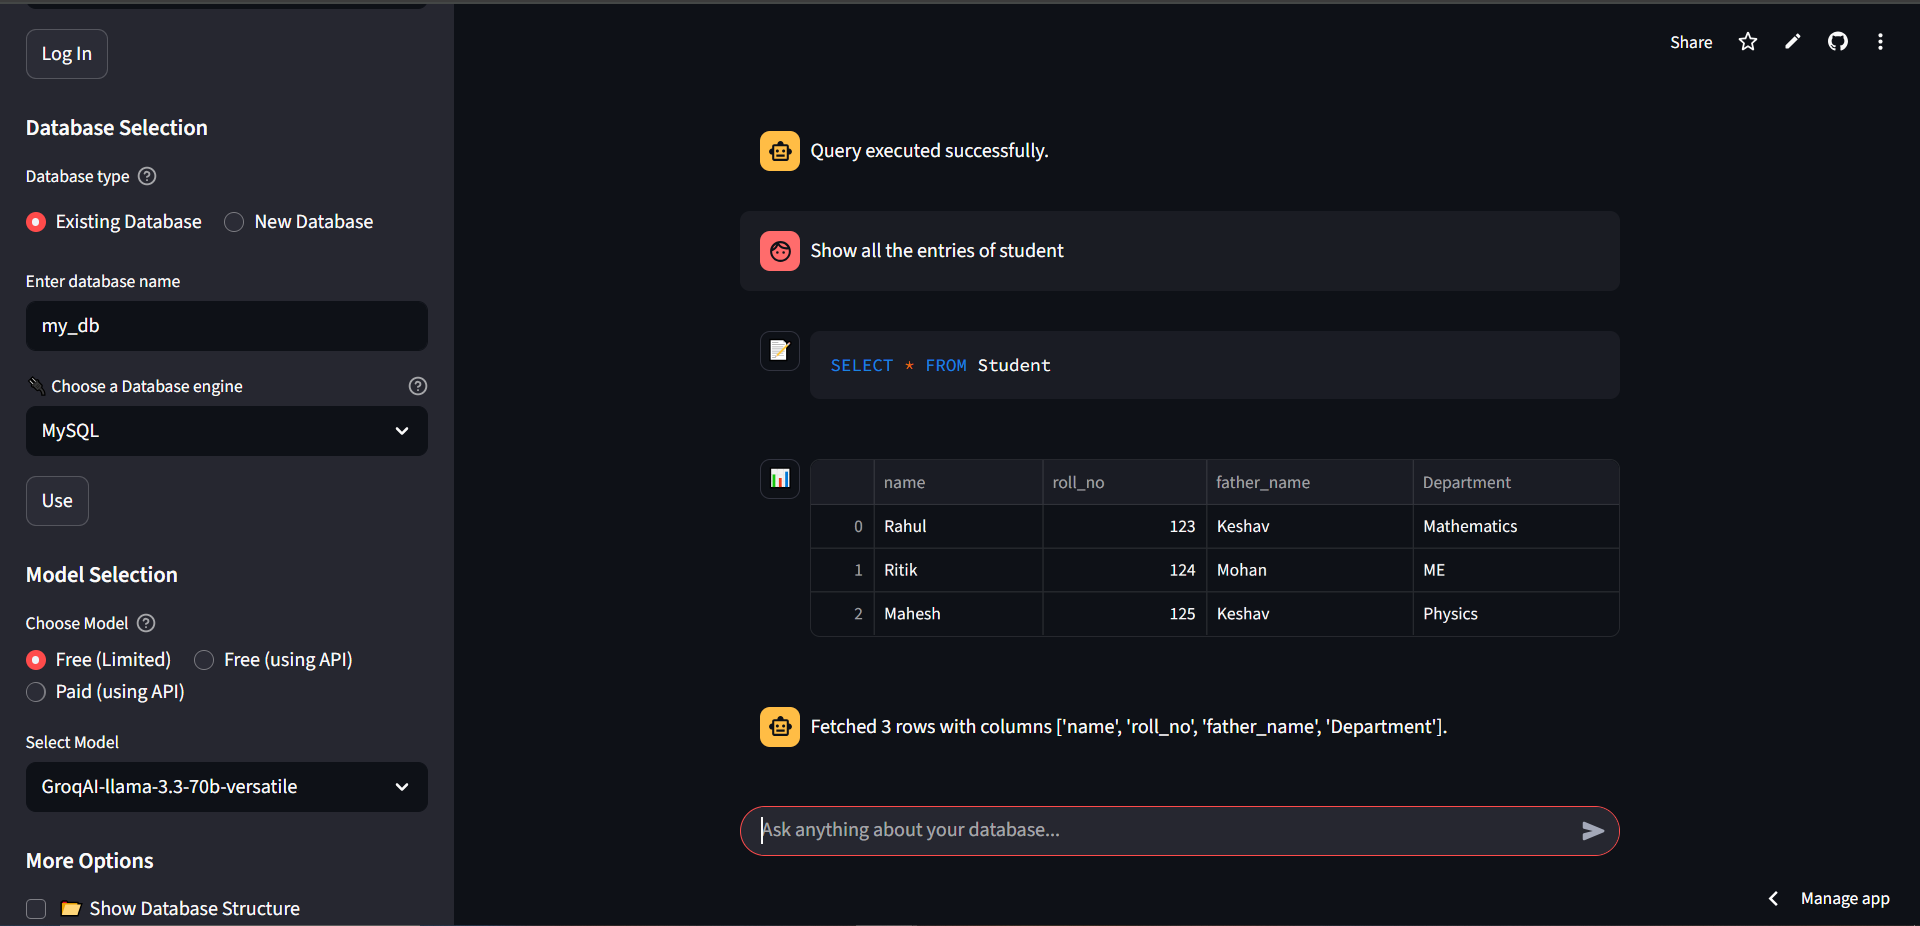 Log In
Database Selection
Database type
Existing Database
New Database
Enter database name
my_db
Choose a Database engine
MySQL
Use
Model Selection
Choose Model
Free (Limited)
Free (using API)
Paid (using API)
Select Model
GroqAI-llama-3.3-70b-versatile
More Options
Show Database Structure
Share
Query executed successfully.
Show all the entries of student
SELECT * FROM Student
name roll_no father_name Department
0 Rahul 123 Keshav Mathematics
1 Ritik 124 Mohan ME
2 Mahesh 125 Keshav Physics
Fetched 3 rows with columns ['name', 'roll_no', 'father_name', 'Department'].
Ask anything about your database...
Manage app